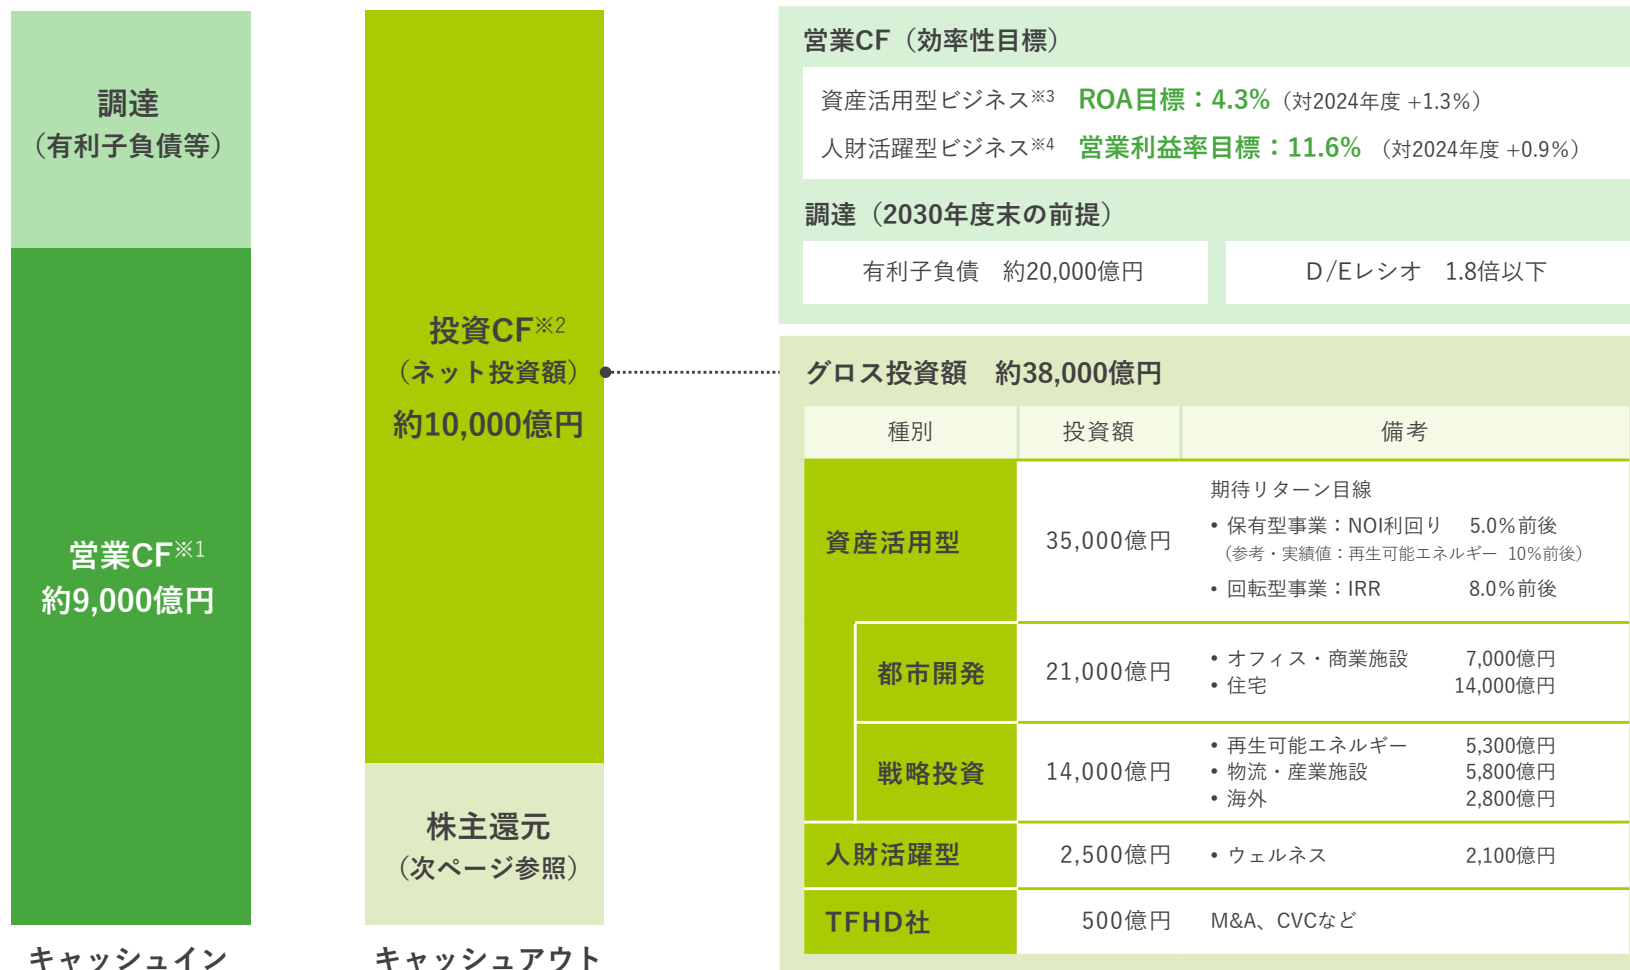 調達
（有利子負債等）
営業CF※1
約9,000億円
キャッシュイン
投資CF※2
（ネット投資額）
約10,000億円
株主還元
（次ページ参照）
キャッシュアウト
営業CF（効率性目標）
資産活用型ビジネス※3 ROA目標：4.3%（対2024年度 +1.3%）
人財活躍型ビジネス※4 営業利益率目標：11.6%（対2024年度 +0.9%）
調達（2030年度末の前提）
有利子負債 約20,000億円
D/Eレシオ 1.8倍以下
グロス投資額 約38,000億円
種別 投資額 備考
資産活用型 35,000億円
期待リターン目線
• 保有型事業：NOI利回り 5.0%前後
（参考・実績値：再生可能エネルギー 10%前後）
• 回転型事業：IRR 8.0%前後
都市開発 21,000億円
• オフィス・商業施設 7,000億円
• 住宅 14,000億円
戦略投資 14,000億円
• 再生可能エネルギー 5,300億円
• 物流・産業施設 5,800億円
• 海外 2,800億円
人財活躍型 2,500億円 • ウェルネス 2,100億円
TFHD社 500億円 M&A、CVCなど